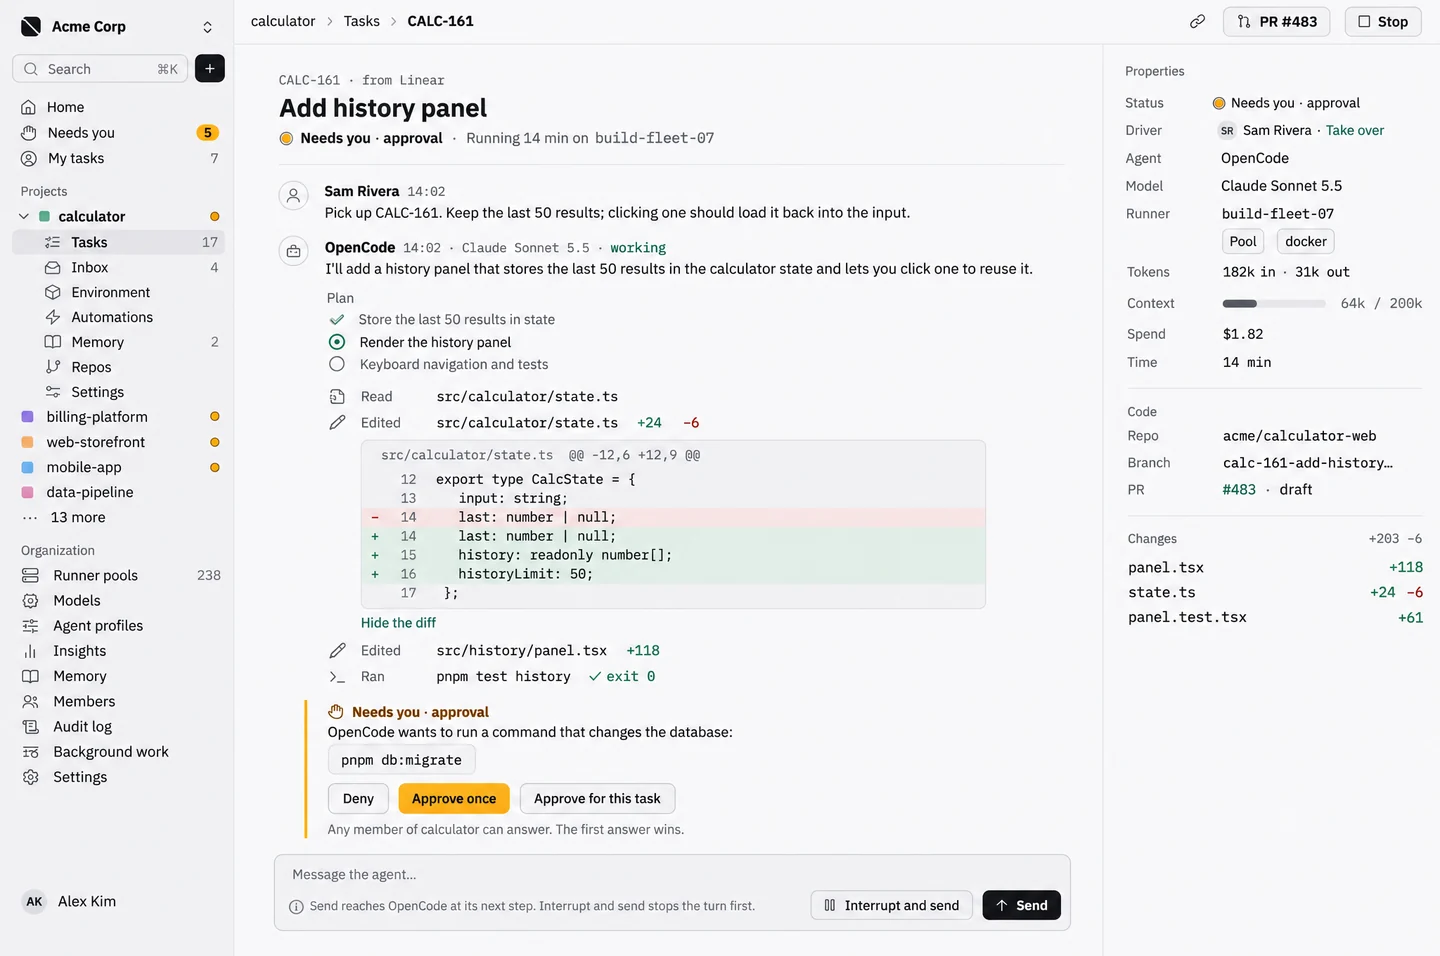 Acme Corp
Search ⌘K +
Home
Needs you 5
My tasks 7
Projects
calculator
Tasks 17
Inbox 4
Environment
Automations
Memory 2
Repos
Settings
billing-platform
web-storefront
mobile-app
data-pipeline
··· 13 more
Organization
Runner pools 238
Models
Agent profiles
Insights
Memory
Members
Audit log
Background work
Settings
AK Alex Kim
calculator > Tasks > CALC-161
PR #483
Stop
CALC-161 · from Linear
Add history panel
Needs you · approval · Running 14 min on build-fleet-07
Sam Rivera 14:02
Pick up CALC-161. Keep the last 50 results; clicking one should load it back into the input.
OpenCode 14:02 · Claude Sonnet 5.5 · working
I'll add a history panel that stores the last 50 results in the calculator state and lets you click one to reuse it.
Plan
Store the last 50 results in state
Render the history panel
Keyboard navigation and tests
Read src/calculator/state.ts
Edited src/calculator/state.ts +24 −6
src/calculator/state.ts @@ -12,6 +12,9 @@
12 export type CalcState = {
13 input: string;
− 14 last: number | null;
+ 14 last: number | null;
+ 15 history: readonly number[];
+ 16 historyLimit: 50;
17 };
Hide the diff
Edited src/history/panel.tsx +118
Ran pnpm test history ✓ exit 0
Needs you · approval
OpenCode wants to run a command that changes the database:
pnpm db:migrate
Deny
Approve once
Approve for this task
Any member of calculator can answer. The first answer wins.
Message the agent…
Send reaches OpenCode at its next step. Interrupt and send stops the turn first.
Interrupt and send
Send
Properties
Status Needs you · approval
Driver SR Sam Rivera · Take over
Agent OpenCode
Model Claude Sonnet 5.5
Runner build-fleet-07
Pool docker
Tokens 182k in · 31k out
Context 64k / 200k
Spend $1.82
Time 14 min
Code
Repo acme/calculator-web
Branch calc-161-add-history…
PR #483 · draft
Changes +203 −6
panel.tsx +118
state.ts +24 −6
panel.test.tsx +61